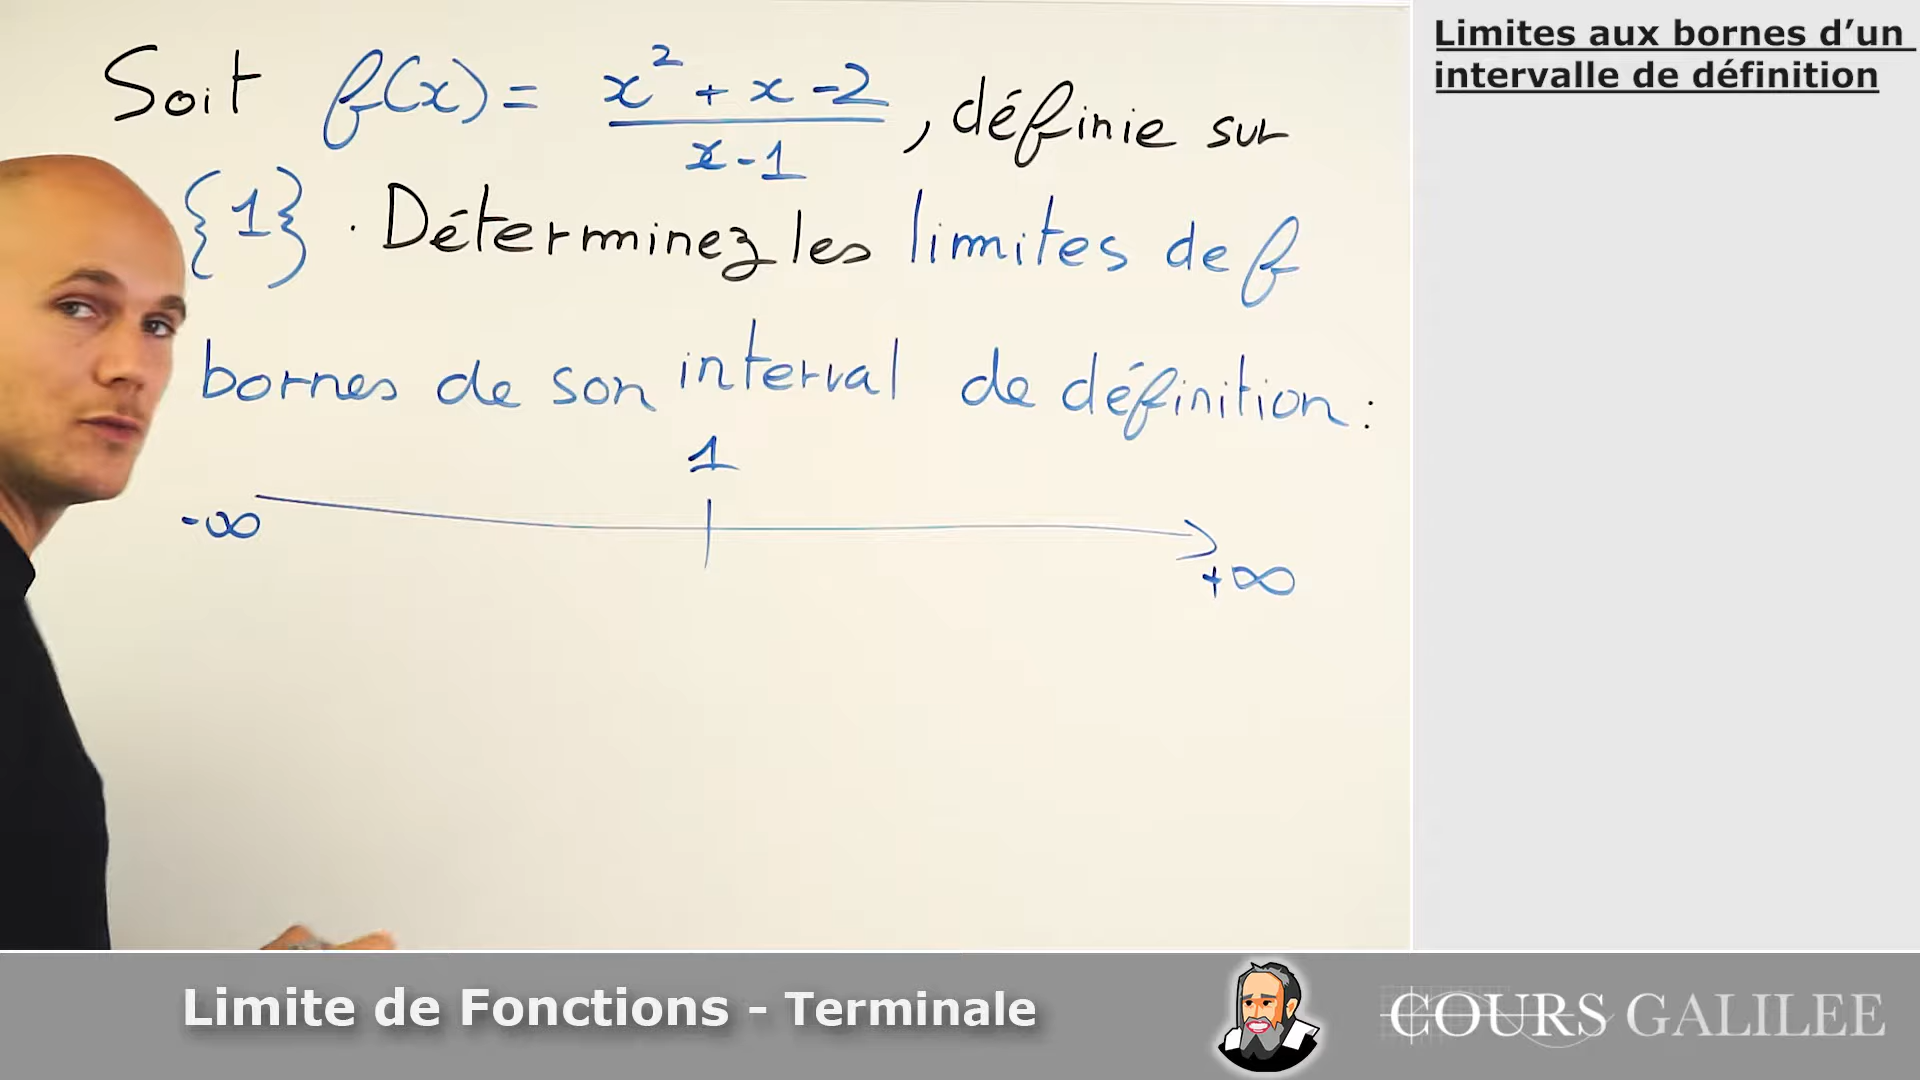 Limites aux bornes d’un
intervalle de définition
Soit f(x) = x² + x - 2 / x - 1 , définie sur
{1} . Déterminez les limites de f
bornes de son interval de définition :
1
-∞
+∞
Limite de Fonctions - Terminale
COURS GALILEE